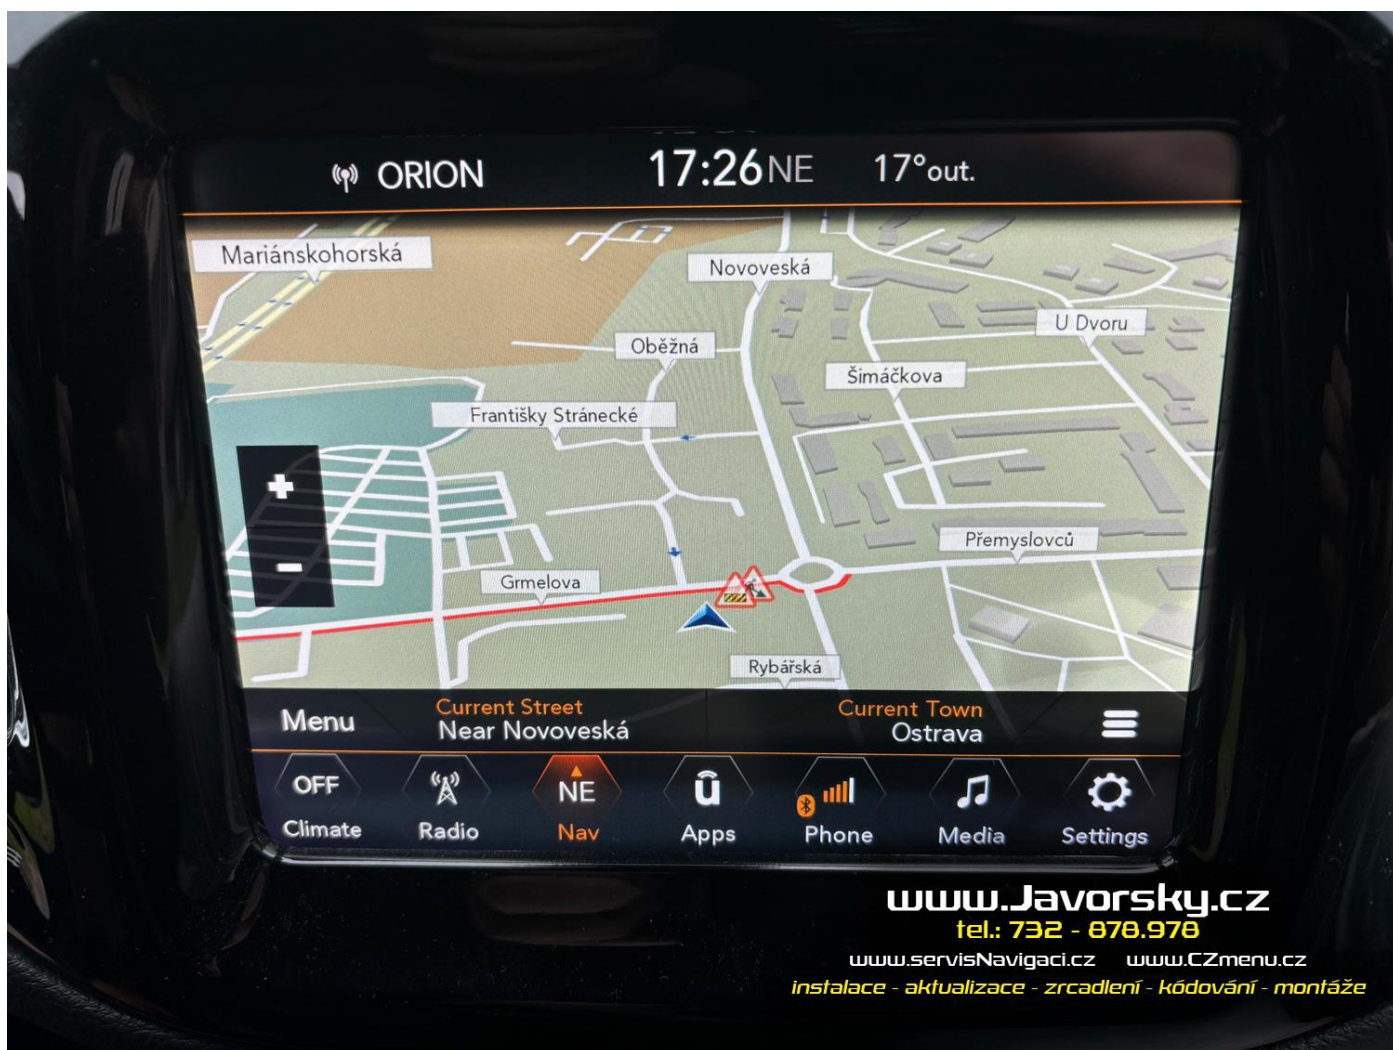 ORION 17:26 NE 17°out.
Mariánskohorská
Novoveská
U Dvoru
Oběžná
Šimáčkova
Františky Stránecké
+
Přemyslovců
-
Grmelova
Rybářská
Menu
Current Street
Near Novoveská
Current Town
Ostrava
OFF NE
Climate Radio Nav Apps Phone Media Settings
www.Javorsky.cz
tel.: 732 - 878.978
www.servisNavigaci.cz www.CZmenu.cz
instalace - aktualizace - zrcadlení - kódování - montáže